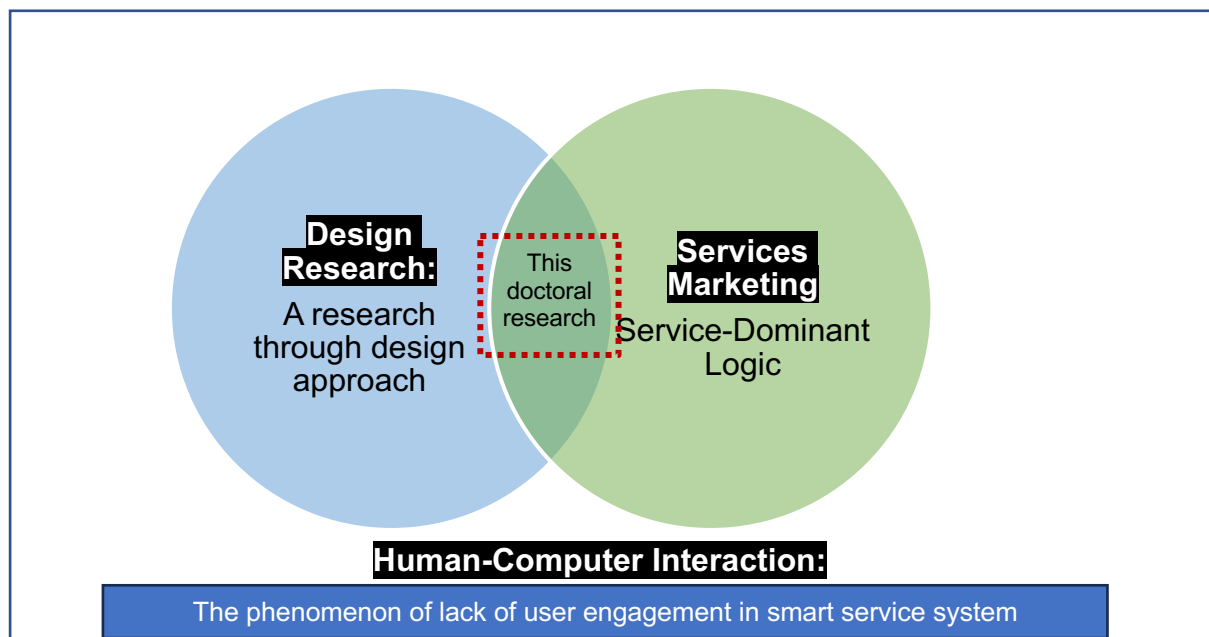 Design
Research:
A research
through design
approach
This
doctoral
research
Services
Marketing
Service-Dominant
Logic
Human-Computer Interaction:
The phenomenon of lack of user engagement in smart service system